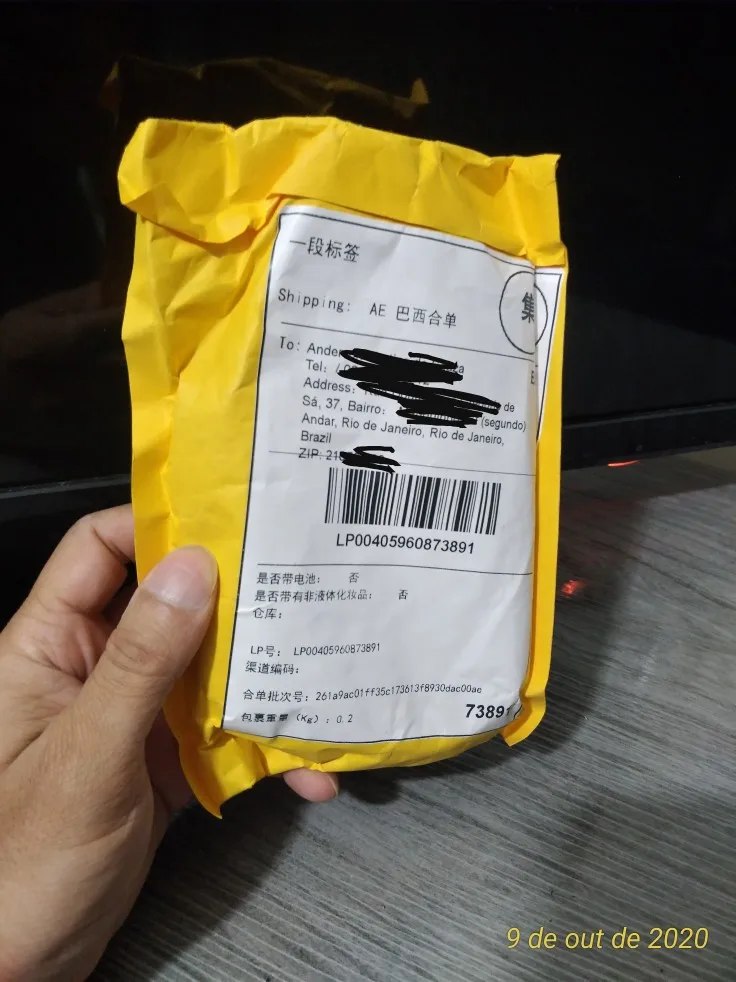 一段标签
集
Shipping: AE 巴西合单
To: Ande
Tel:
Address: de
Sá, 37, Bairro: (segundo)
Andar, Rio de Janeiro, Rio de Janeiro,
Brazil
ZIP: 21
LP00405960873891
是否带电池: 否
是否带有非液体化妆品: 否
仓库:
LP号: LP00405960873891
渠道编码:
合单批次号: 261a9ac01ff35c173613f8930dac00ae
包裹重量 (Kg) : 0.2
7389
9 de out de 2020